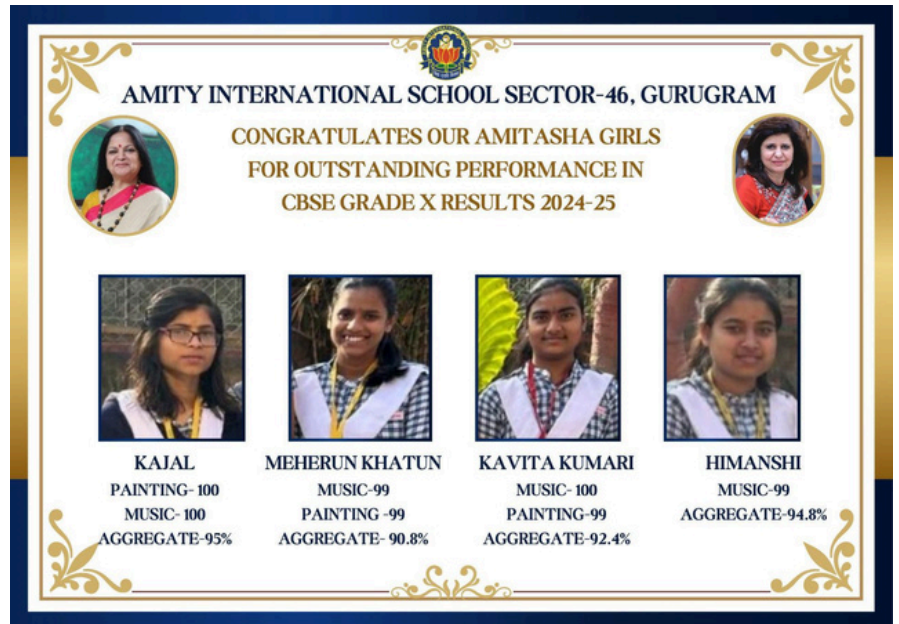 AMITY INTERNATIONAL SCHOOL SECTOR-46, GURUGRAM
CONGRATULATES OUR AMITASHA GIRLS
FOR OUTSTANDING PERFORMANCE IN
CBSE GRADE X RESULTS 2024-25
KAJAL
PAINTING- 100
MUSIC- 100
AGGREGATE-95%
MEHERUN KHATUN
MUSIC-99
PAINTING -99
AGGREGATE- 90.8%
KAVITA KUMARI
MUSIC- 100
PAINTING-99
AGGREGATE-92.4%
HIMANSHI
MUSIC-99
AGGREGATE-94.8%